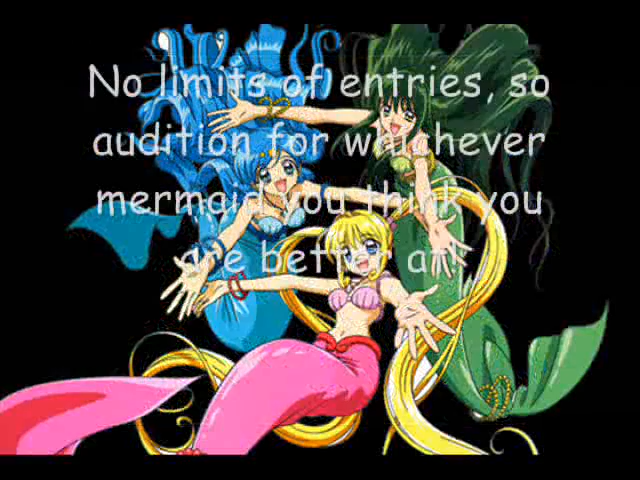 No limits of entries, so
audition for whichever
mermaid you think you
are better at!